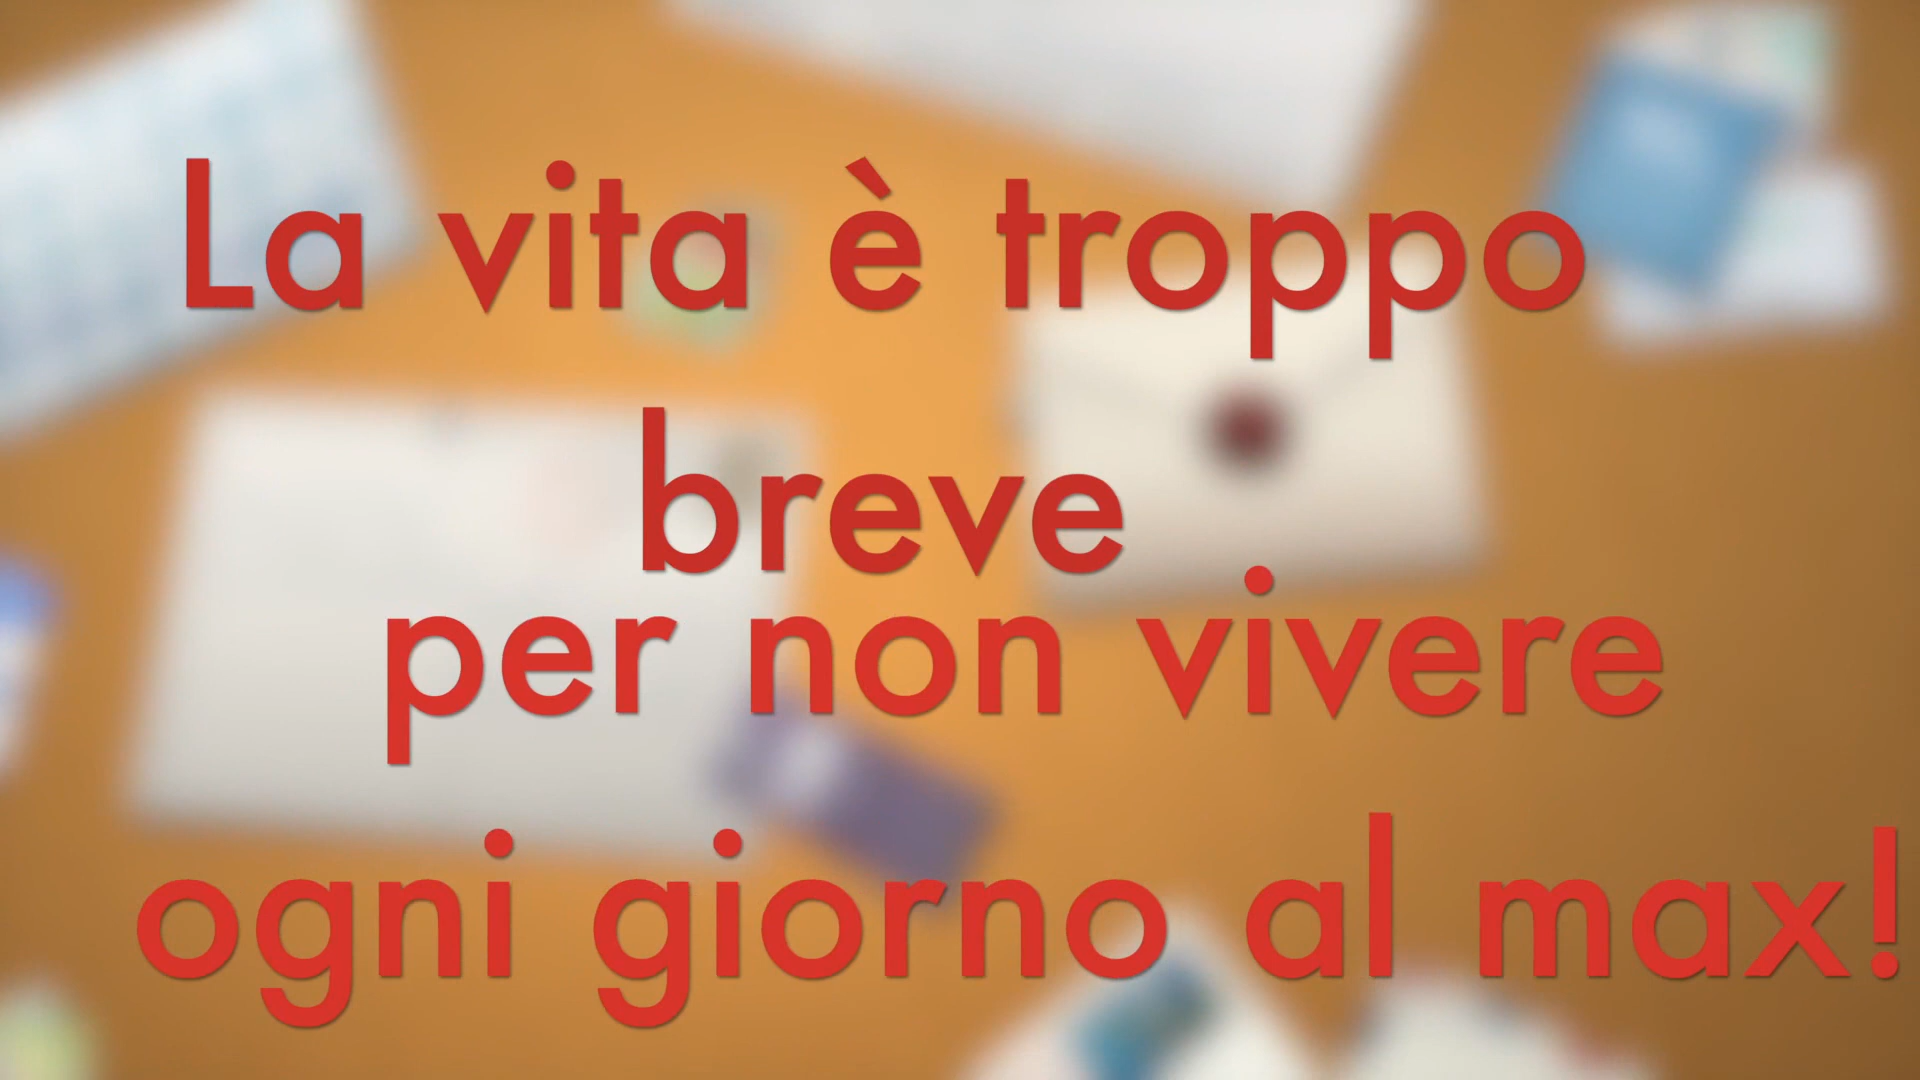 La vita è troppo
breve
per non vivere
ogni giorno al max!